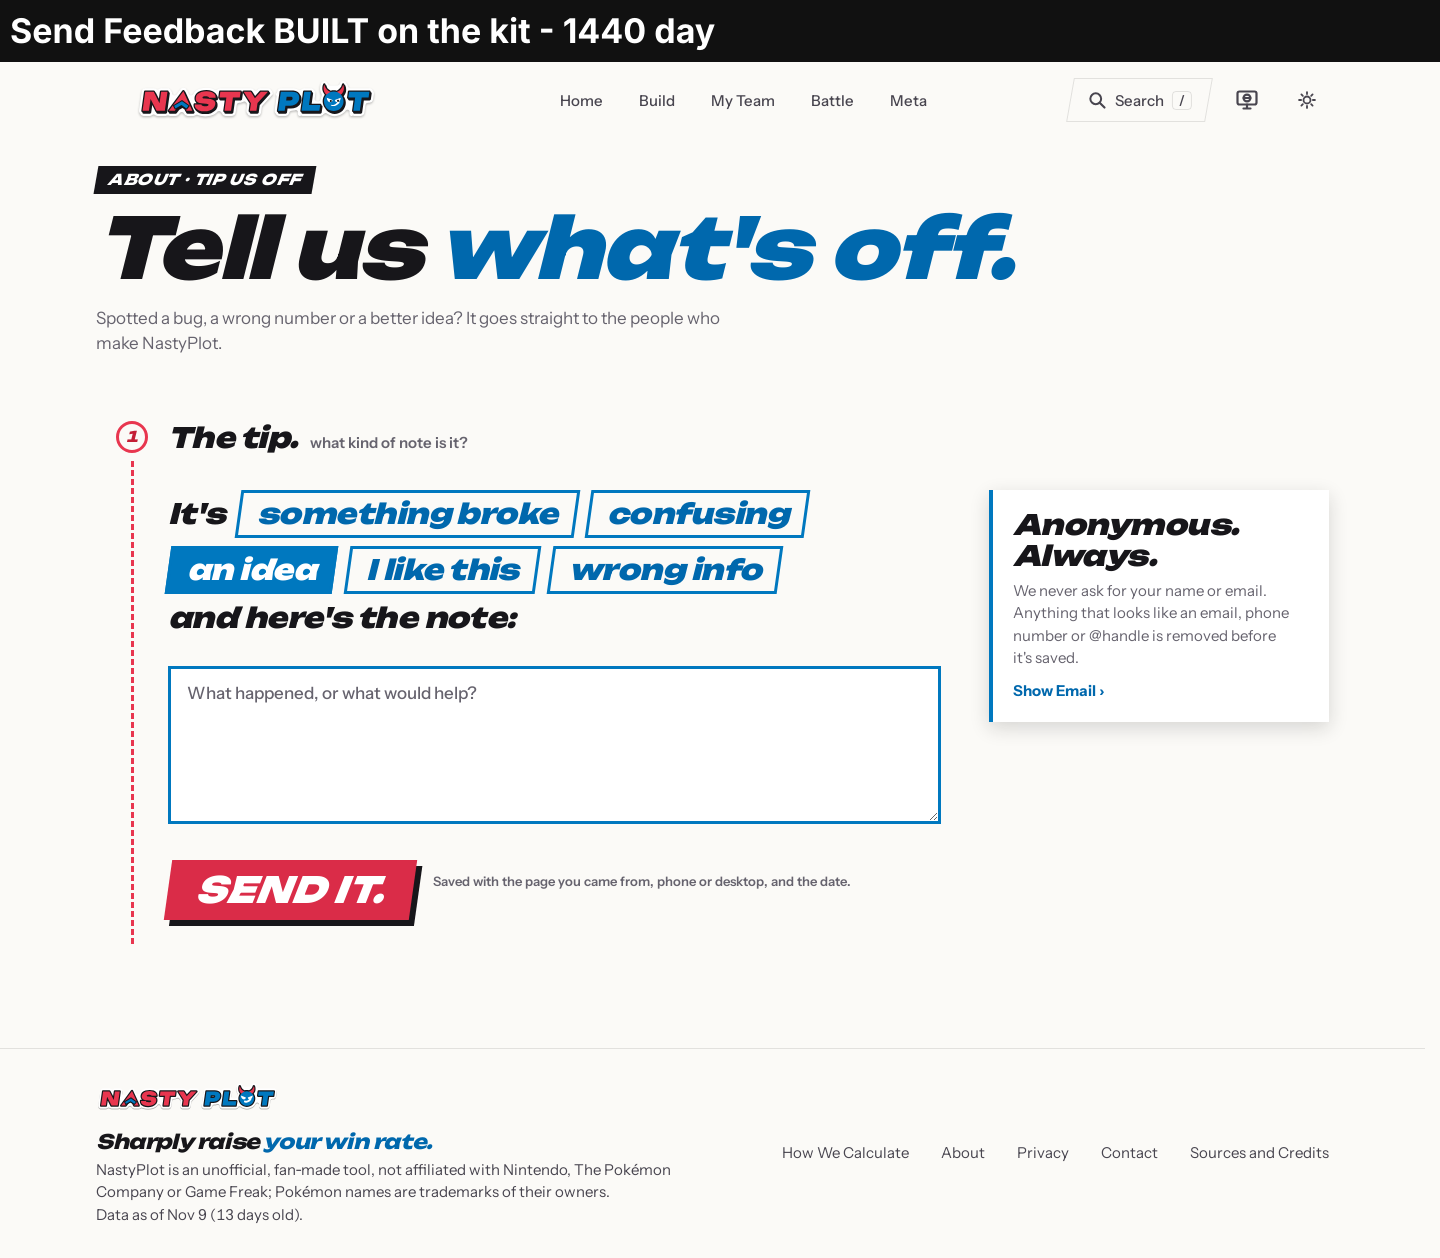 Send Feedback BUILT on the kit - 1440 day
NASTY PLOT
Home Build My Team Battle Meta
Search /
ABOUT · TIP US OFF
Tell us what's off.
Spotted a bug, a wrong number or a better idea? It goes straight to the people who
make NastyPlot.
1 The tip. what kind of note is it?
It's something broke confusing
an idea I like this wrong info
and here's the note:
What happened, or what would help?
SEND IT. Saved with the page you came from, phone or desktop, and the date.
Anonymous.
Always.
We never ask for your name or email.
Anything that looks like an email, phone
number or @handle is removed before
it's saved.
Show Email ›
NASTY PLOT
Sharply raise your win rate.
NastyPlot is an unofficial, fan-made tool, not affiliated with Nintendo, The Pokémon
Company or Game Freak; Pokémon names are trademarks of their owners.
Data as of Nov 9 (13 days old).
How We Calculate About Privacy Contact Sources and Credits